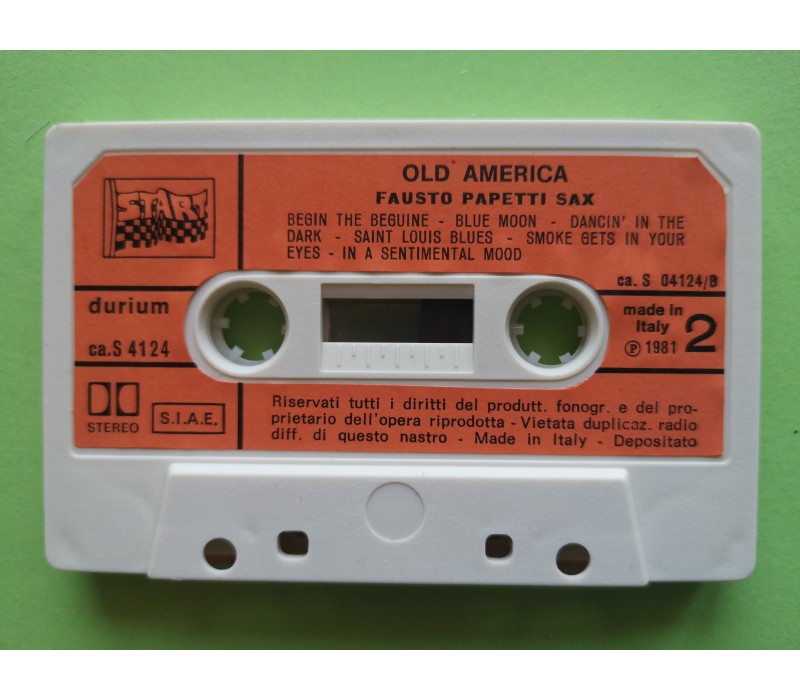 START
OLD AMERICA
FAUSTO PAPETTI SAX
BEGIN THE BEGUINE - BLUE MOON - DANCIN' IN THE
DARK - SAINT LOUIS BLUES - SMOKE GETS IN YOUR
EYES - IN A SENTIMENTAL MOOD
ca. S 04124/B
durium
ca.S 4124
made in
Italy
Ⓟ 1981
2
STEREO
S.I.A.E.
Riservati tutti i diritti del produtt. fonogr. e del pro-
prietario dell'opera riprodotta - Vietata duplicaz. radio
diff. di questo nastro - Made in Italy - Depositato